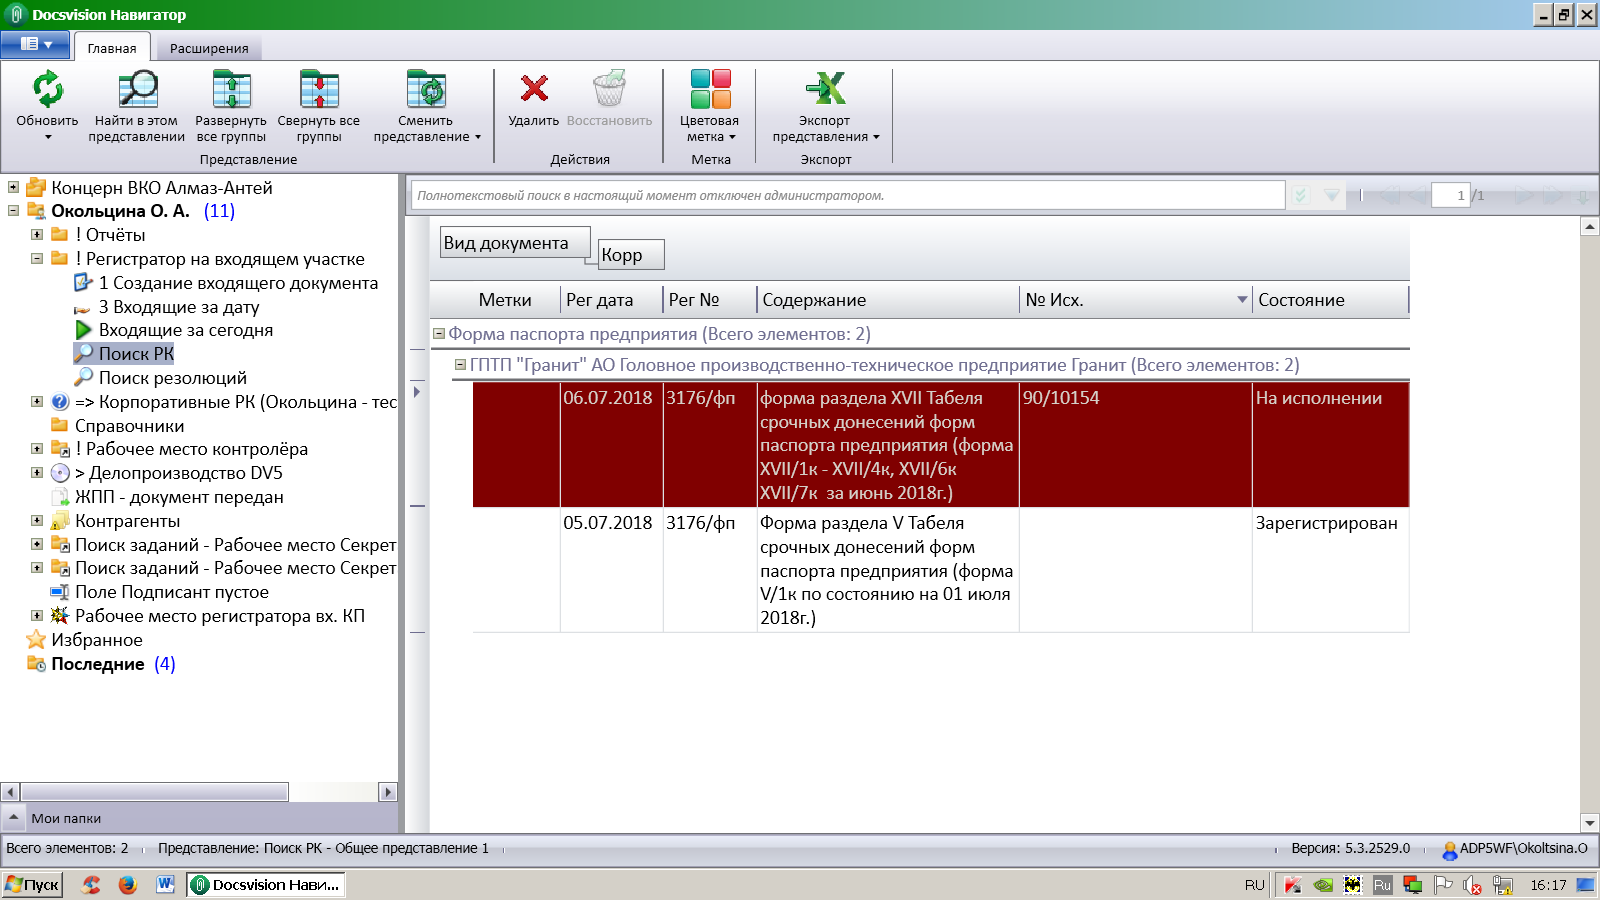 Docsvision Навигатор
Главная
Расширения
Обновить
Найти в этом представлении
Развернуть все группы
Свернуть все группы
Сменить представление
Представление
Удалить
Восстановить
Действия
Цветовая метка
Метка
Экспорт представления
Экспорт
Концерн ВКО Алмаз-Антей
Окольцина О. А. (11)
! Отчёты
! Регистратор на входящем участке
1 Создание входящего документа
3 Входящие за дату
Входящие за сегодня
Поиск РК
Поиск резолюций
=> Корпоративные РК (Окольцина - тес
Справочники
! Рабочее место контролёра
> Делопроизводство DV5
ЖПП - документ передан
Контрагенты
Поиск заданий - Рабочее место Секрет
Поиск заданий - Рабочее место Секрет
Поле Подписант пустое
Рабочее место регистратора вх. КП
Избранное
Последние (4)
Мои папки
Полнотекстовый поиск в настоящий момент отключен администратором.
1 /1
Вид документа
Корр
Метки Рег дата Рег № Содержание № Исх. Состояние
Форма паспорта предприятия (Всего элементов: 2)
ГПТП "Гранит" АО Головное производственно-техническое предприятие Гранит (Всего элементов: 2)
06.07.2018 3176/фп форма раздела XVII Табеля 90/10154 На исполнении
срочных донесений форм
паспорта предприятия (форма
XVII/1к - XVII/4к, XVII/6к
XVII/7к за июнь 2018г.)
05.07.2018 3176/фп Форма раздела V Табеля Зарегистрирован
срочных донесений форм
паспорта предприятия (форма
V/1к по состоянию на 01 июля
2018г.)
Всего элементов: 2 Представление: Поиск РК - Общее представление 1 Версия: 5.3.2529.0 ADP5WF\Okoltsina.O
Пуск Docsvision Нави... RU Ru 16:17